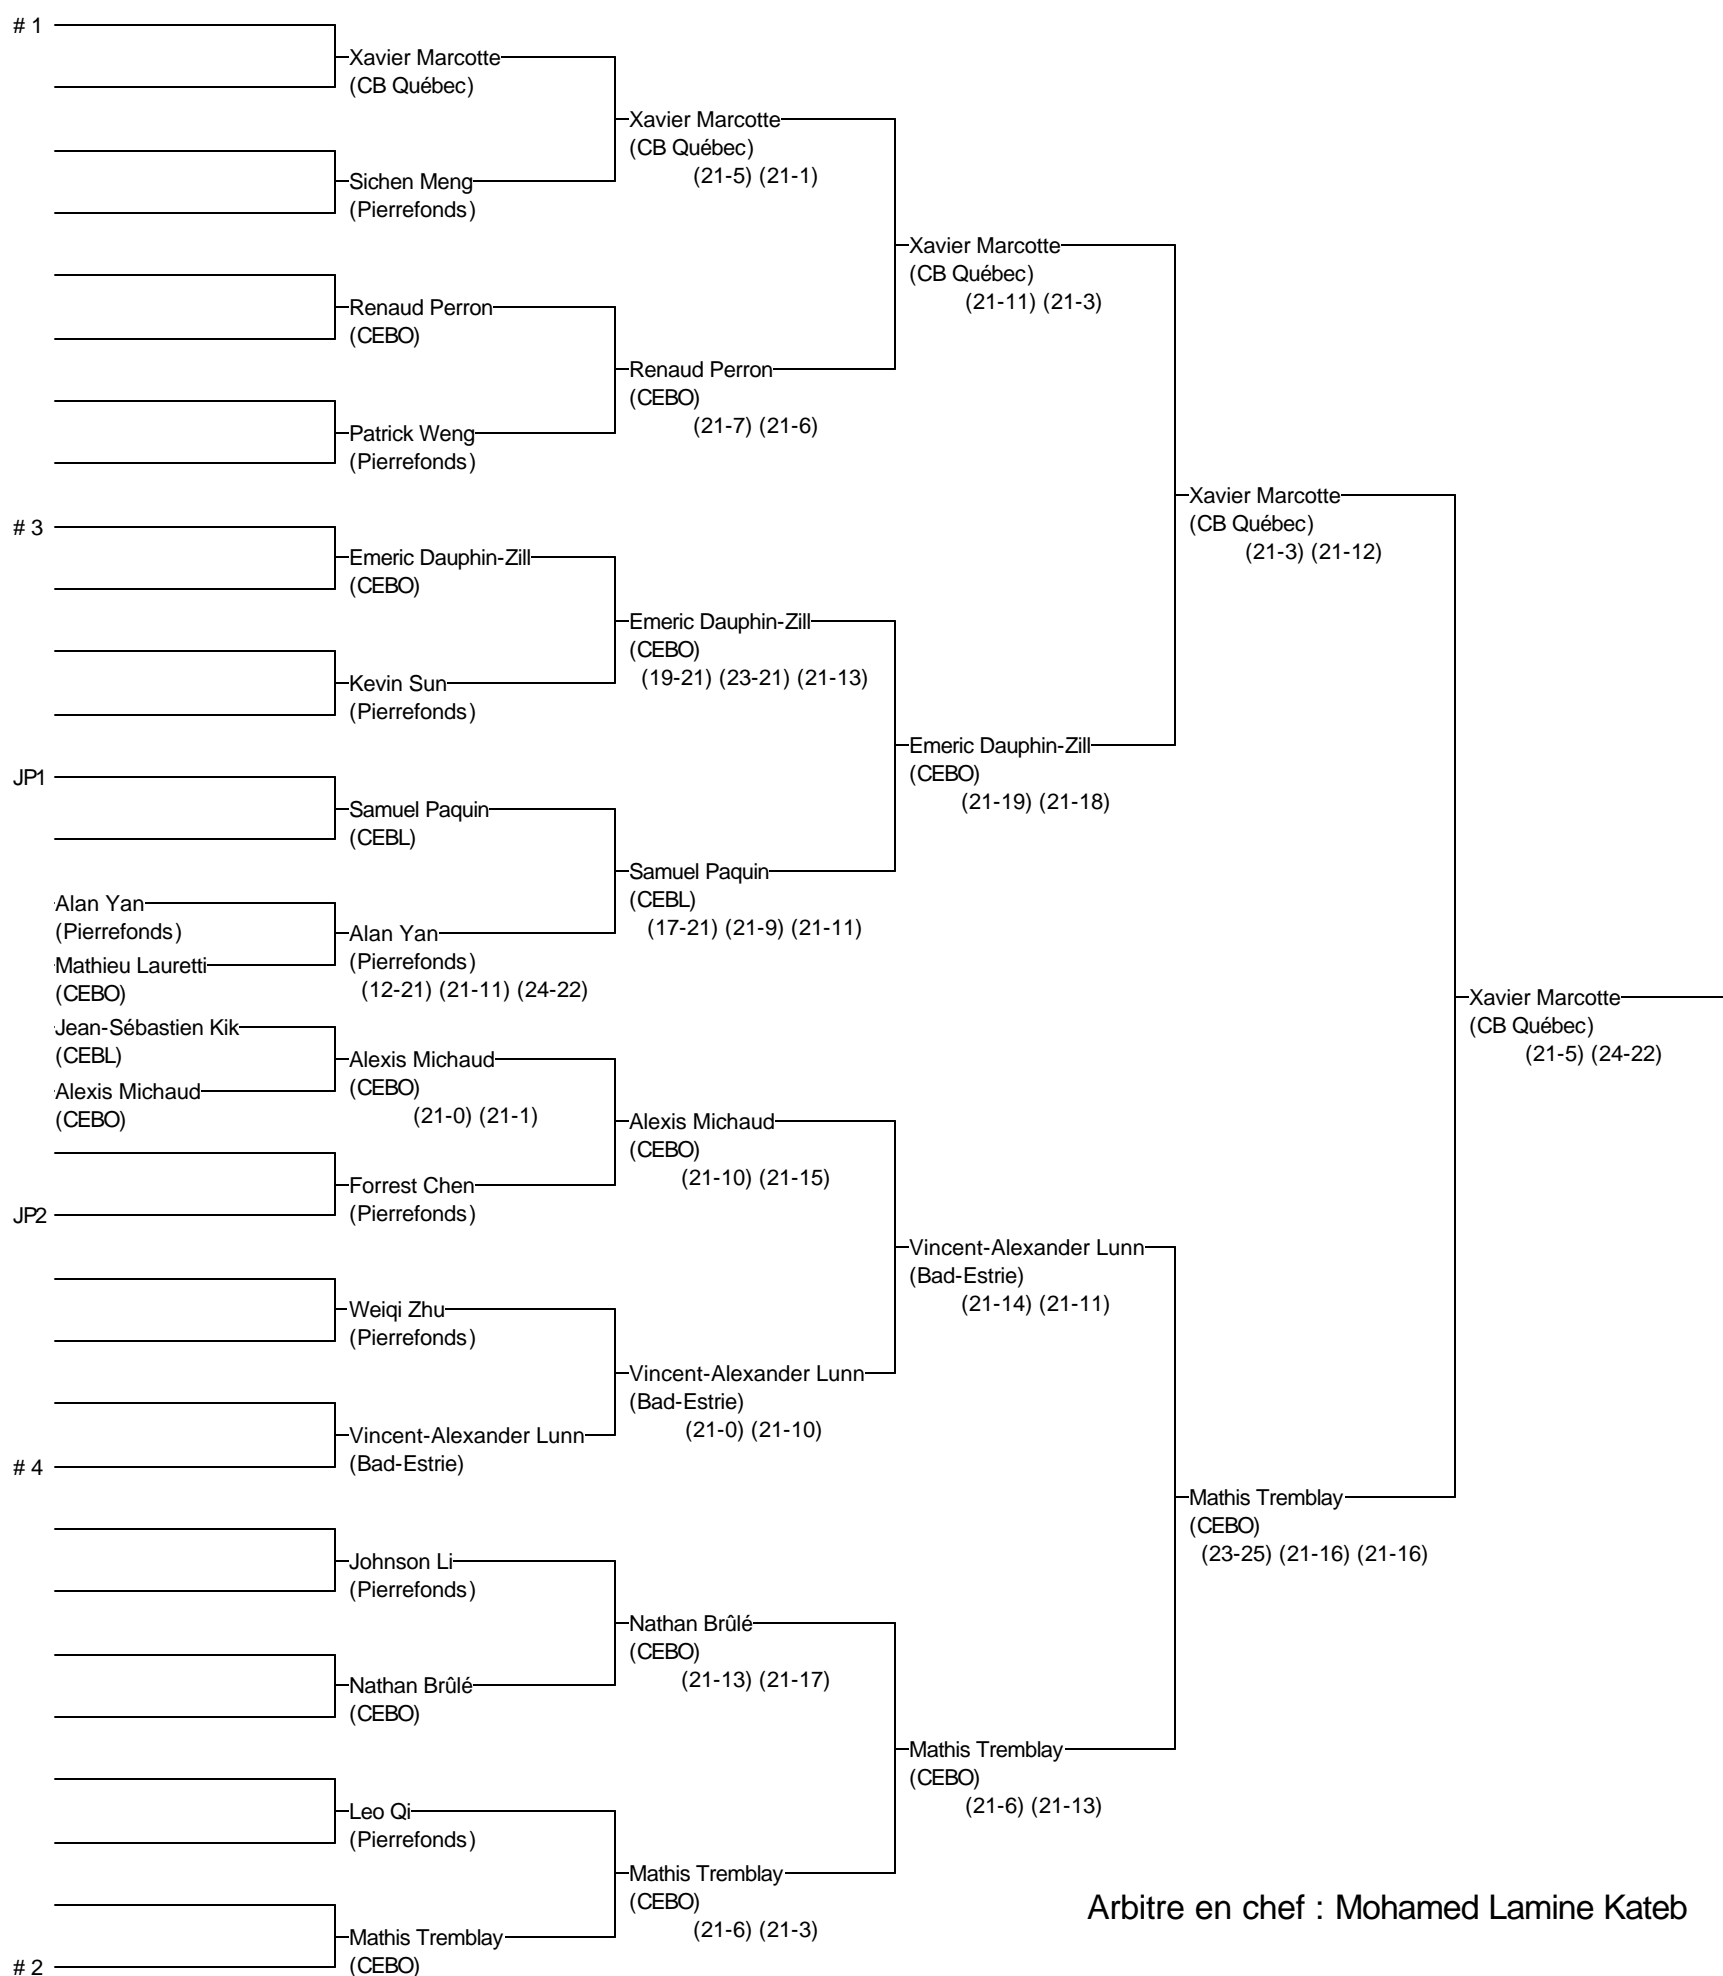 # 1
Xavier Marcotte
(CB Québec)
Xavier Marcotte
(CB Québec)
(21-5) (21-1)
Sichen Meng
(Pierrefonds)
Xavier Marcotte
(CB Québec)
(21-11) (21-3)
Renaud Perron
(CEBO)
Renaud Perron
(CEBO)
(21-7) (21-6)
Patrick Weng
(Pierrefonds)
Xavier Marcotte
(CB Québec)
(21-3) (21-12)
# 3
Emeric Dauphin-Zill
(CEBO)
Emeric Dauphin-Zill
(CEBO)
(19-21) (23-21) (21-13)
Kevin Sun
(Pierrefonds)
Emeric Dauphin-Zill
(CEBO)
(21-19) (21-18)
JP1
Samuel Paquin
(CEBL)
Samuel Paquin
(CEBL)
(17-21) (21-9) (21-11)
Alan Yan
(Pierrefonds)
Alan Yan
(Pierrefonds)
(12-21) (21-11) (24-22)
Mathieu Lauretti
(CEBO)
Xavier Marcotte
(CB Québec)
(21-5) (24-22)
Jean-Sébastien Kik
(CEBL)
Alexis Michaud
(CEBO)
(21-0) (21-1)
Alexis Michaud
(CEBO)
Alexis Michaud
(CEBO)
(21-10) (21-15)
Forrest Chen
(Pierrefonds)
JP2
Vincent-Alexander Lunn
(Bad-Estrie)
(21-14) (21-11)
Weiqi Zhu
(Pierrefonds)
Vincent-Alexander Lunn
(Bad-Estrie)
(21-0) (21-10)
Vincent-Alexander Lunn
(Bad-Estrie)
# 4
Mathis Tremblay
(CEBO)
(23-25) (21-16) (21-16)
Johnson Li
(Pierrefonds)
Nathan Brûlé
(CEBO)
(21-13) (21-17)
Nathan Brûlé
(CEBO)
Mathis Tremblay
(CEBO)
(21-6) (21-13)
Leo Qi
(Pierrefonds)
Mathis Tremblay
(CEBO)
(21-6) (21-3)
Mathis Tremblay
(CEBO)
# 2
Arbitre en chef : Mohamed Lamine Kateb